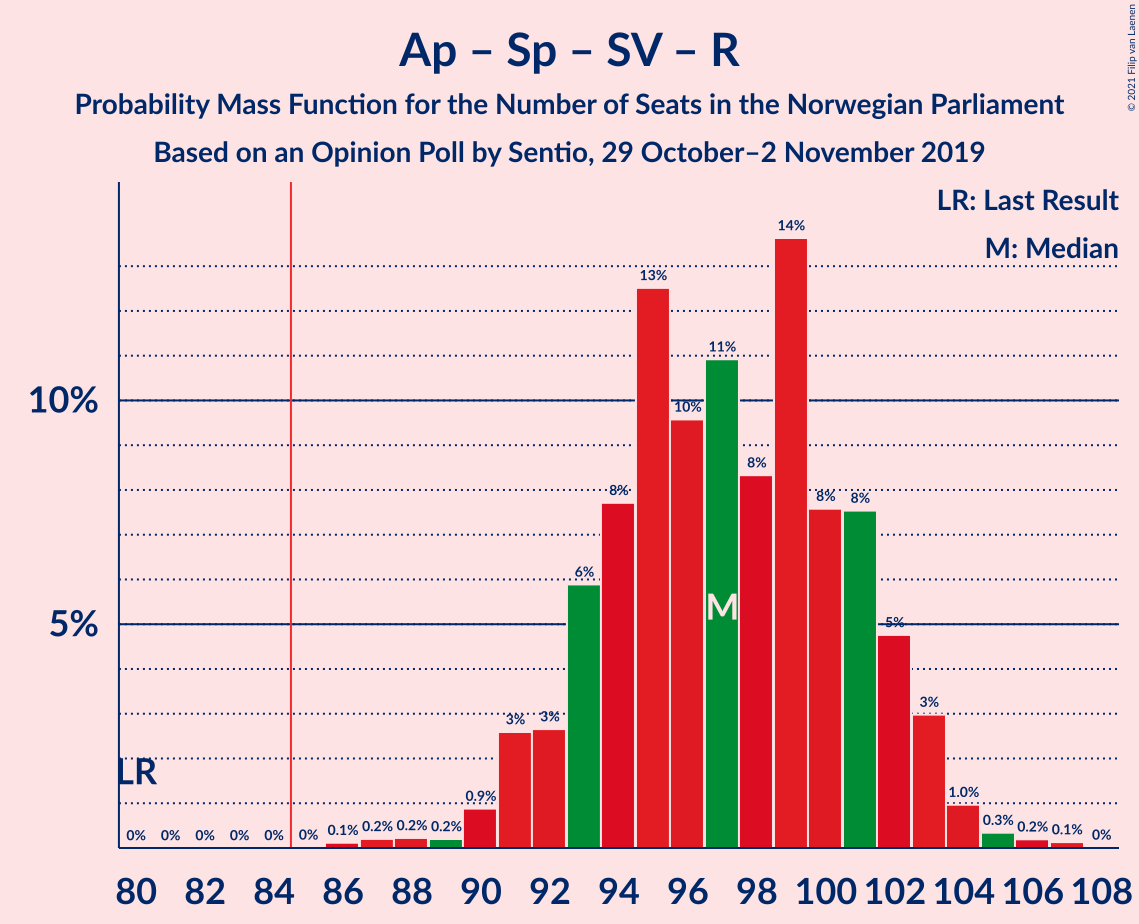 Ap – Sp – SV – R
Probability Mass Function for the Number of Seats in the Norwegian Parliament
Based on an Opinion Poll by Sentio, 29 October–2 November 2019
© 2021 Filip van Laenen
LR: Last Result
M: Median
10%
5%
LR
M
0% 0% 0% 0% 0% 0% 0.1% 0.2% 0.2% 0.2% 0.9% 3% 3% 6% 8% 13% 10% 11% 8% 14% 8% 8% 5% 3% 1.0% 0.3% 0.2% 0.1% 0%
80 82 84 86 88 90 92 94 96 98 100 102 104 106 108